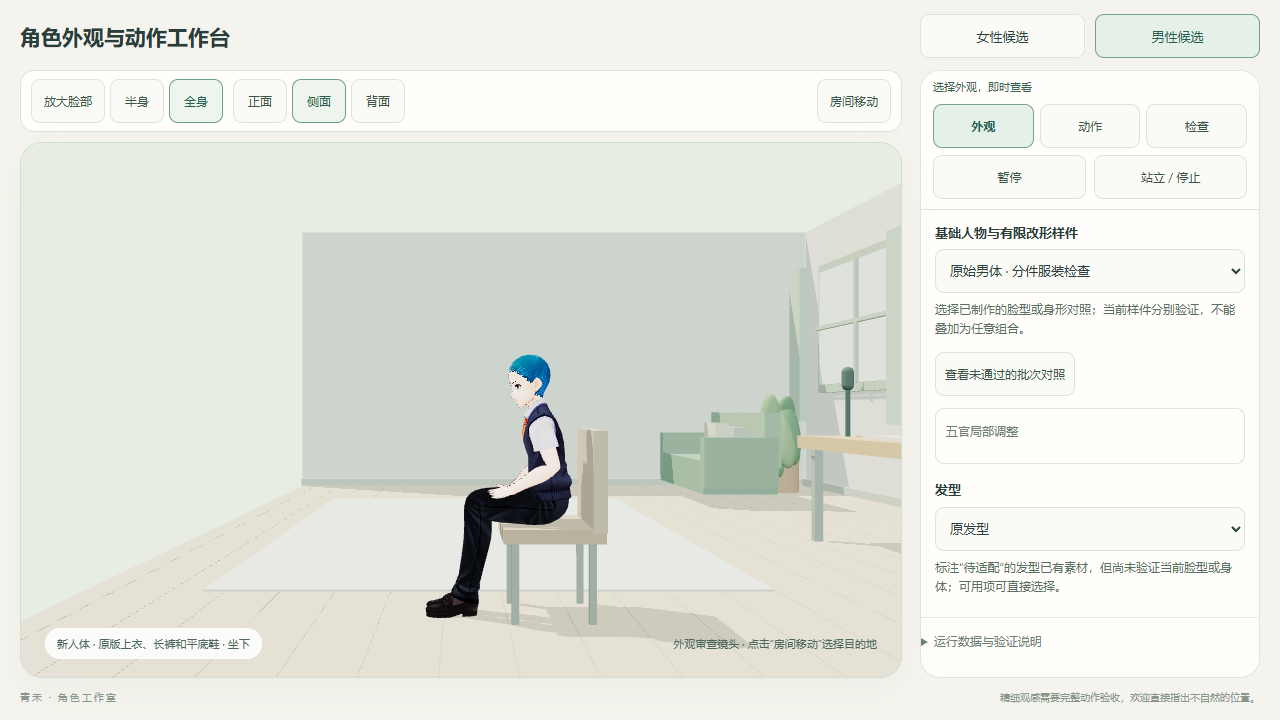 角色外观与动作工作台
女性候选
男性候选
放大脸部
半身
全身
正面
侧面
背面
房间移动
选择外观，即时查看
外观
动作
检查
暂停
站立 / 停止
基础人物与有限改形样件
原始男体 · 分件服装检查
选择已制作的脸型或身形对照；当前样件分别验证，不能
叠加为任意组合。
查看未通过的批次对照
五官局部调整
发型
原发型
标注“待适配”的发型已有素材，但尚未验证当前脸型或身
体；可用项可直接选择。
运行数据与验证说明
新人体 · 原版上衣、长裤和平底鞋 · 坐下
外观审查镜头 · 点击“房间移动”选择目的地
青禾 · 角色工作室
精细观感需要完整动作验收，欢迎直接指出不自然的位置。